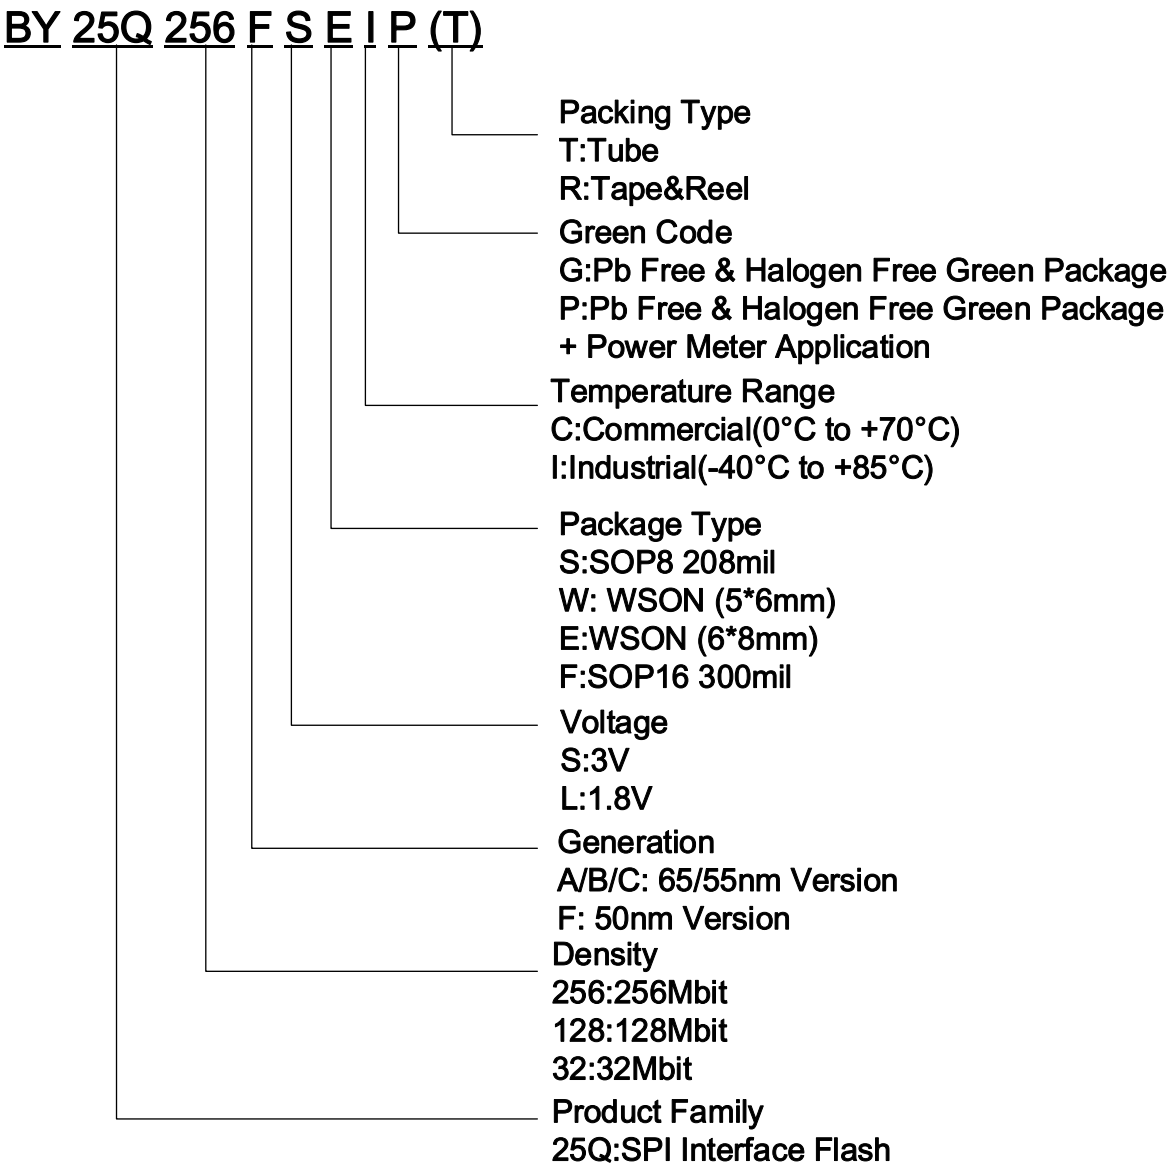 BY 25Q 256 F S E I P (T)
Packing Type
T:Tube
R:Tape&Reel
Green Code
G:Pb Free & Halogen Free Green Package
P:Pb Free & Halogen Free Green Package
+ Power Meter Application
Temperature Range
C:Commercial(0°C to +70°C)
I:Industrial(-40°C to +85°C)
Package Type
S:SOP8 208mil
W: WSON (5*6mm)
E:WSON (6*8mm)
F:SOP16 300mil
Voltage
S:3V
L:1.8V
Generation
A/B/C: 65/55nm Version
F: 50nm Version
Density
256:256Mbit
128:128Mbit
32:32Mbit
Product Family
25Q:SPI Interface Flash